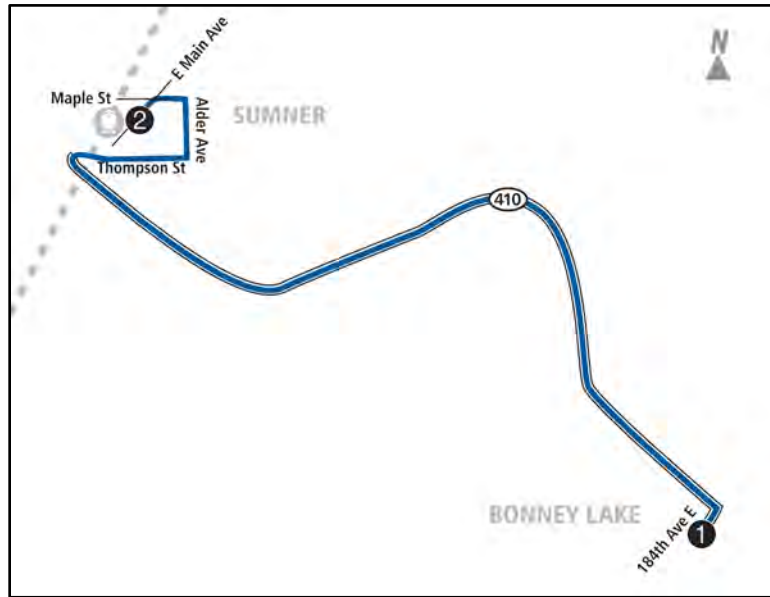 N
E Main Ave
Maple St
2
Alder Ave
SUMNER
Thompson St
410
BONNEY LAKE
184th Ave E
1